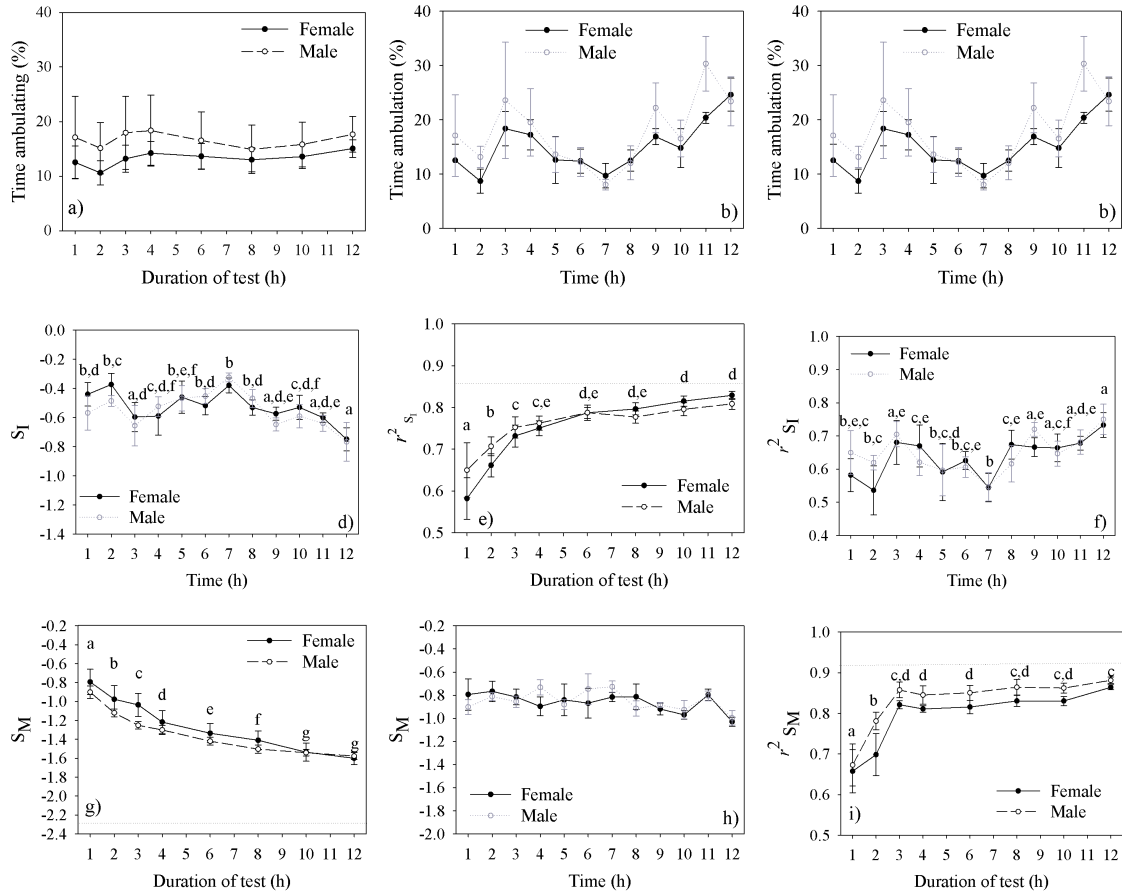 40
30
20
10
0
Time ambulating (%)
Female
Male
a)
1 2 3 4 5 6 7 8 9 10 11 12
Duration of test (h)
40
30
20
10
0
Time ambulation (%)
Female
Male
b)
1 2 3 4 5 6 7 8 9 10 11 12
Time (h)
40
30
20
10
0
Time ambulation (%)
Female
Male
b)
1 2 3 4 5 6 7 8 9 10 11 12
Time (h)
0,0
-0.2
-0.4
-0.6
-0.8
-1.0
-1.2
-1.4
SI
b,d b,c a,d c,d,f b,e,f b,d b b,d a,d,e c,d,f a,d,e a
Female
Male
d)
1 2 3 4 5 6 7 8 9 10 11 12
Time (h)
1.0
0.9
0.8
0.7
0.6
0.5
r2 SI
a b c c,e d,e d,e d d
Female
Male
e)
1 2 3 4 5 6 7 8 9 10 11 12
Duration of test (h)
1.0
0.9
0.8
0.7
0.6
0.5
0.4
r2 SI
Female
Male
b,e,c b,c a,e c,e b,c,d b,c,e b c,e a,e a,c,f a,d,e a
f)
1 2 3 4 5 6 7 8 9 10 11 12
Time (h)
-0.2
-0.4
-0.6
-0.8
-1.0
-1.2
-1.4
-1.6
-1.8
-2.0
-2.2
-2.4
SM
a b c d e f g g
Female
Male
g)
1 2 3 4 5 6 7 8 9 10 11 12
Duration of test (h)
-0.2
-0.4
-0.6
-0.8
-1.0
-1.2
-1.4
-1.6
-1.8
-2.0
SM
Female
Male
h)
1 2 3 4 5 6 7 8 9 10 11 12
Time (h)
1.0
0.9
0.8
0.7
0.6
0.5
r2 SM
a b c,d d d c,d c,d c
Female
Male
i)
1 2 3 4 5 6 7 8 9 10 11 12
Duration of test (h)